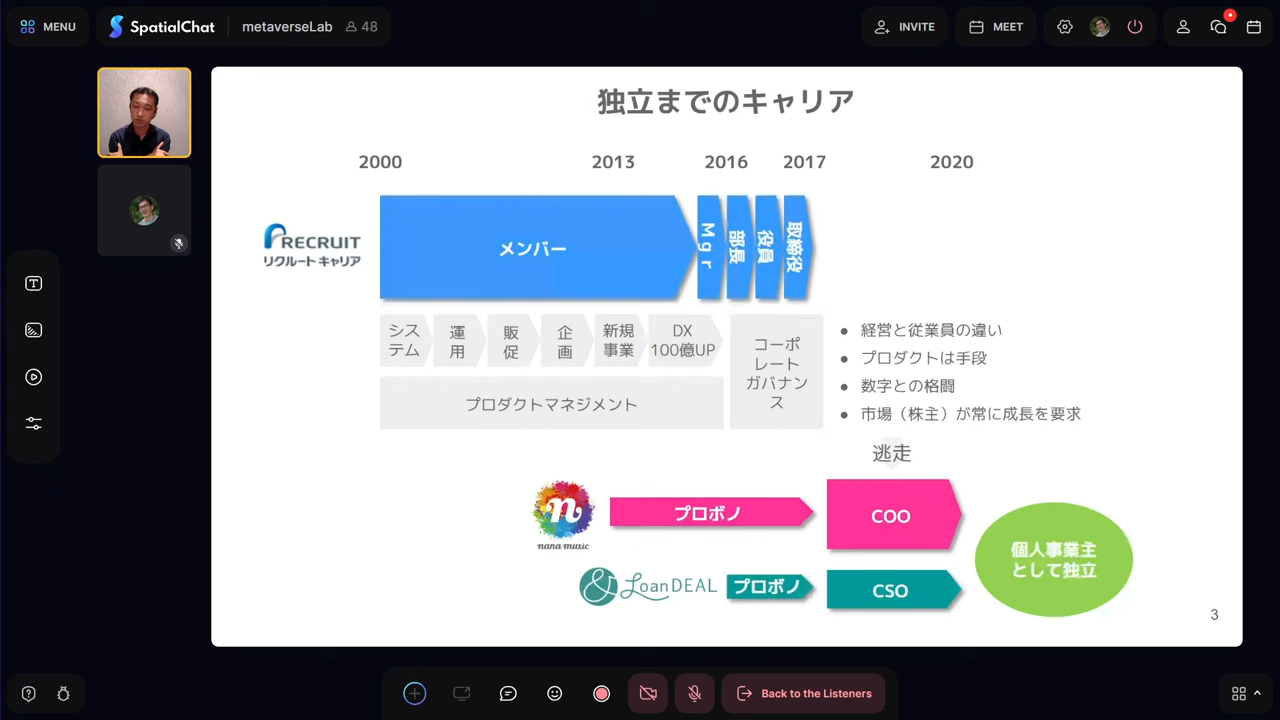 MENU
SpatialChat
metaverseLab
48
INVITE
MEET
独立までのキャリア
2000
2013
2016
2017
2020
RECRUIT
リクルート キャリア
メンバー
Mgr
部長
役員
取締役
シス
テム
運
用
販
促
企
画
新規
事業
DX
100億UP
コーポ
レート
ガバナン
ス
プロダクトマネジメント
● 経営と従業員の違い
● プロダクトは手段
● 数字との格闘
● 市場（株主）が常に成長を要求
逃走
n
nana music
プロボノ
COO
& LoanDEAL
プロボノ
CSO
個人事業主
として独立
3
Back to the Listeners